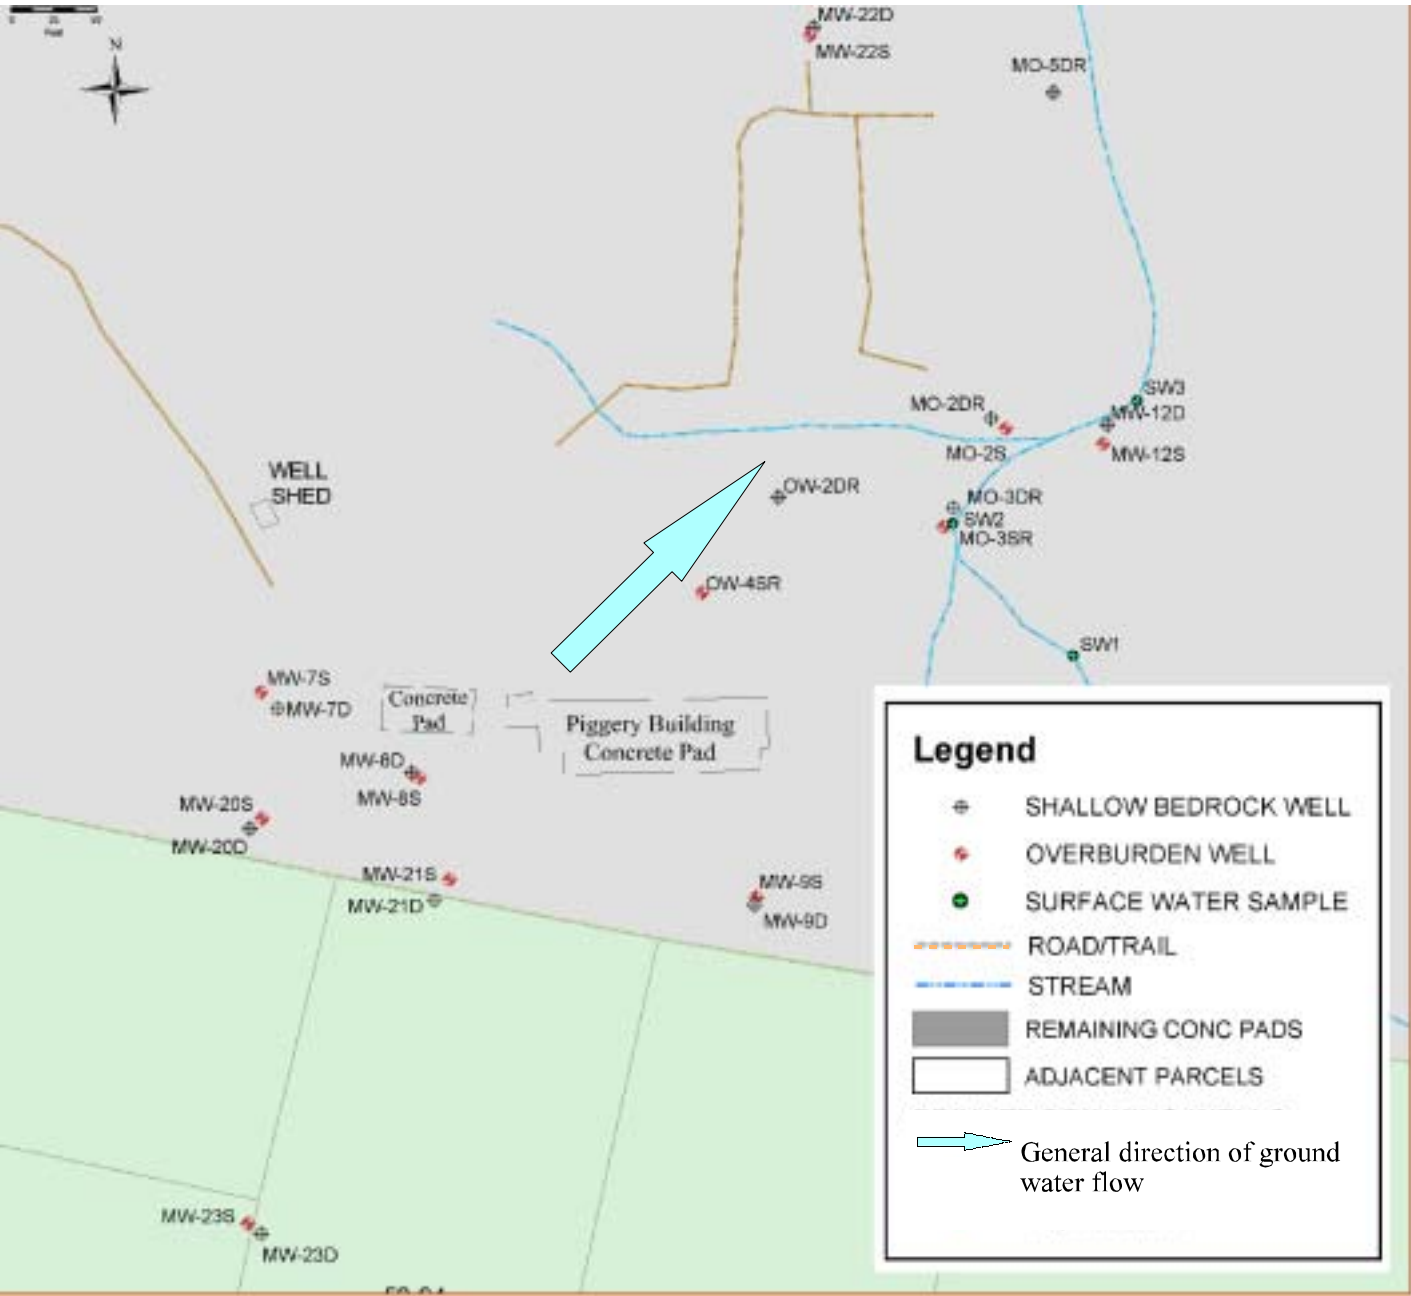 N
MW-22D
MW-22S
MO-5DR
SW3
MO-2DR
MW-12D
MO-2S
MW-12S
WELL
SHED
OW-2DR
MO-3DR
SW2
MO-3SR
OW-4SR
SW1
MW-7S
MW-7D
Concrete
Pad
Piggery Building
Concrete Pad
MW-8D
MW-8S
MW-20S
MW-20D
MW-21S
MW-21D
MW-9S
MW-9D
MW-23S
MW-23D
Legend
SHALLOW BEDROCK WELL
OVERBURDEN WELL
SURFACE WATER SAMPLE
ROAD/TRAIL
STREAM
REMAINING CONC PADS
ADJACENT PARCELS
General direction of ground
water flow